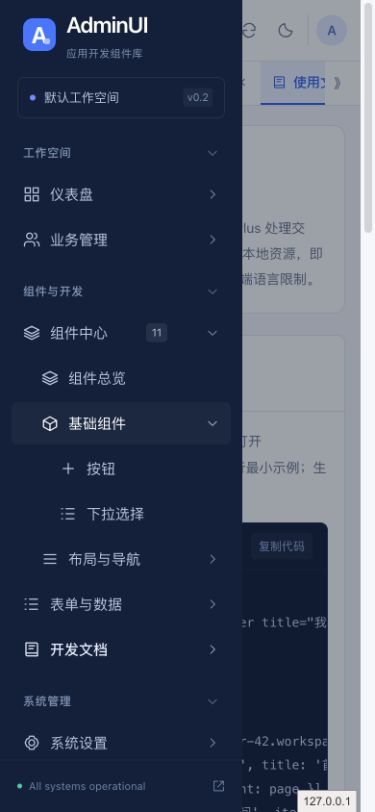 AdminUI
应用开发组件库
默认工作空间 v0.2
工作空间
仪表盘
业务管理
组件与开发
组件中心 11
组件总览
基础组件
按钮
下拉选择
布局与导航
表单与数据
开发文档
系统管理
系统设置
All systems operational
A
使用
lus 处理交
本地资源，即
端语言限制。
打开
最小示例；生
复制代码
er title="我
r-42.workspa
', title: '
nt: page }]
127.0.0.1